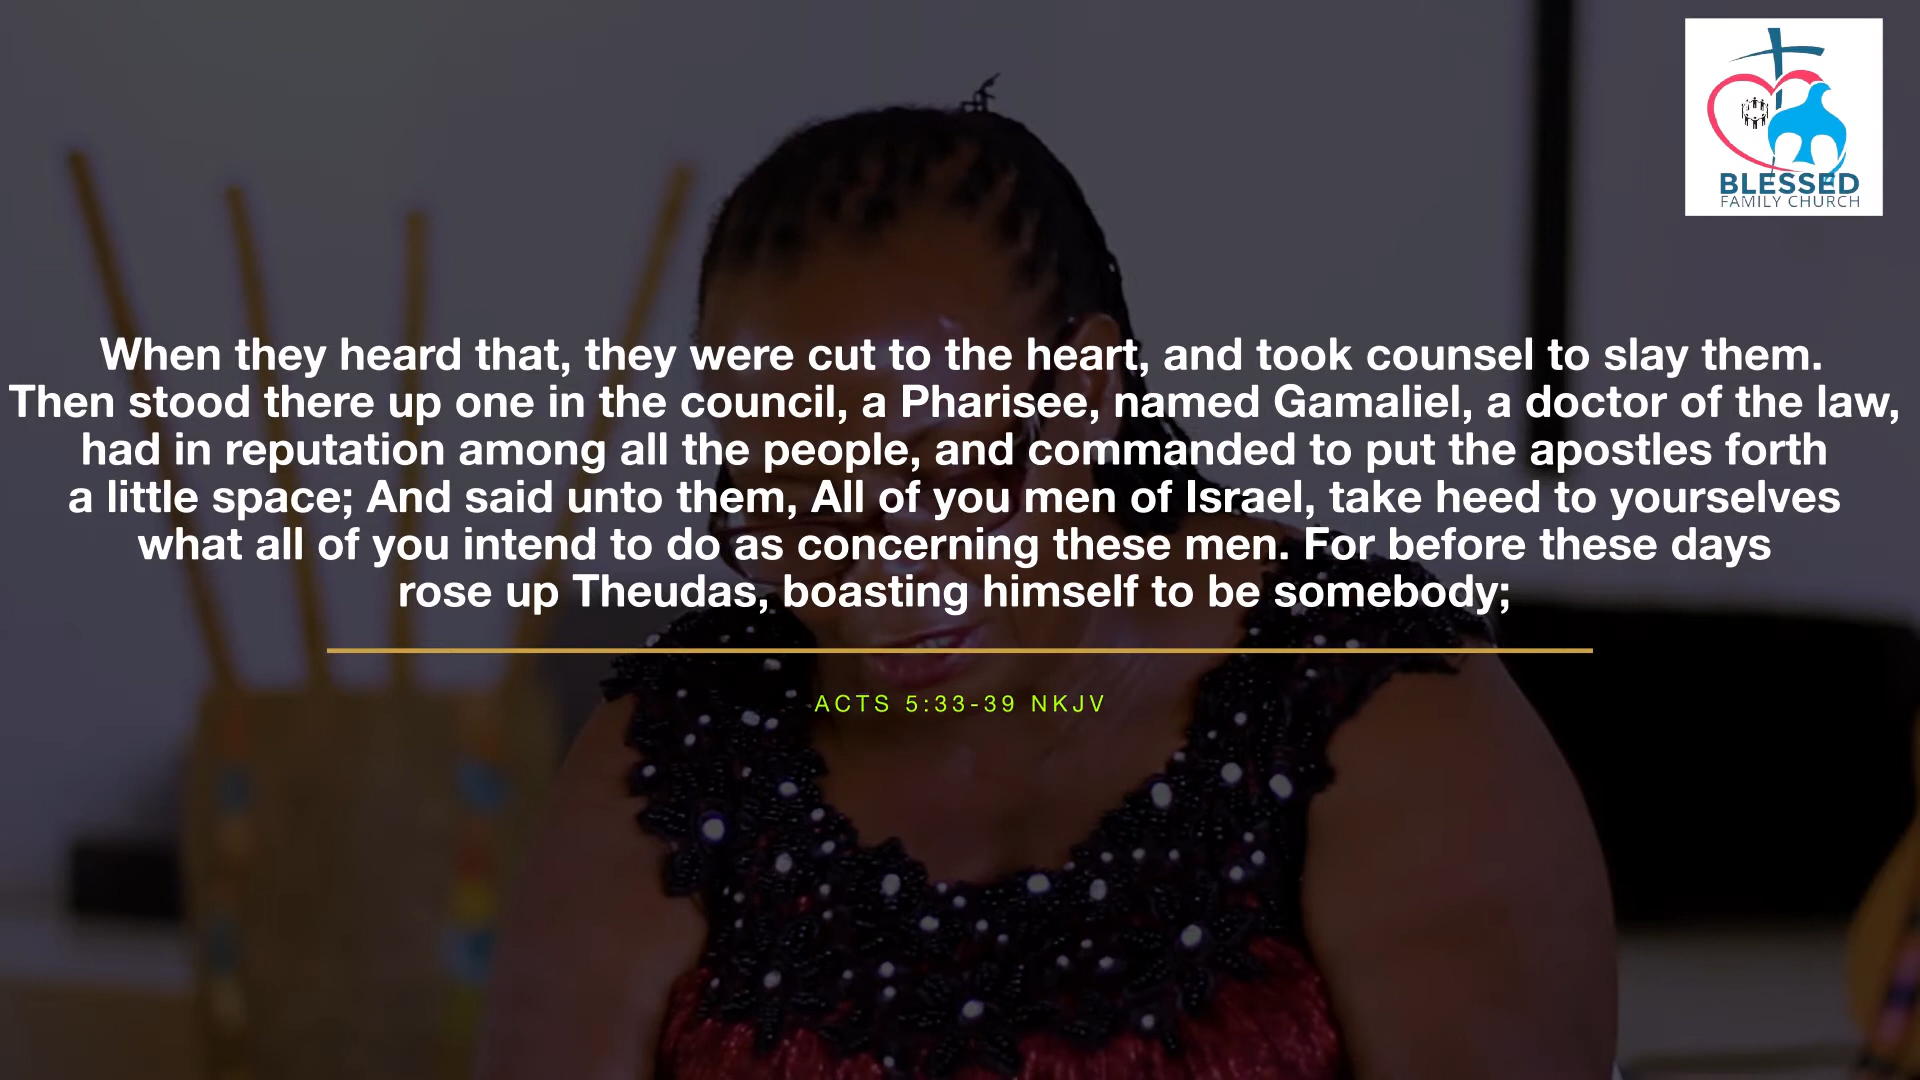 BLESSED
FAMILY CHURCH
When they heard that, they were cut to the heart, and took counsel to slay them.
Then stood there up one in the council, a Pharisee, named Gamaliel, a doctor of the law,
had in reputation among all the people, and commanded to put the apostles forth
a little space; And said unto them, All of you men of Israel, take heed to yourselves
what all of you intend to do as concerning these men. For before these days
rose up Theudas, boasting himself to be somebody;
ACTS 5:33-39 NKJV